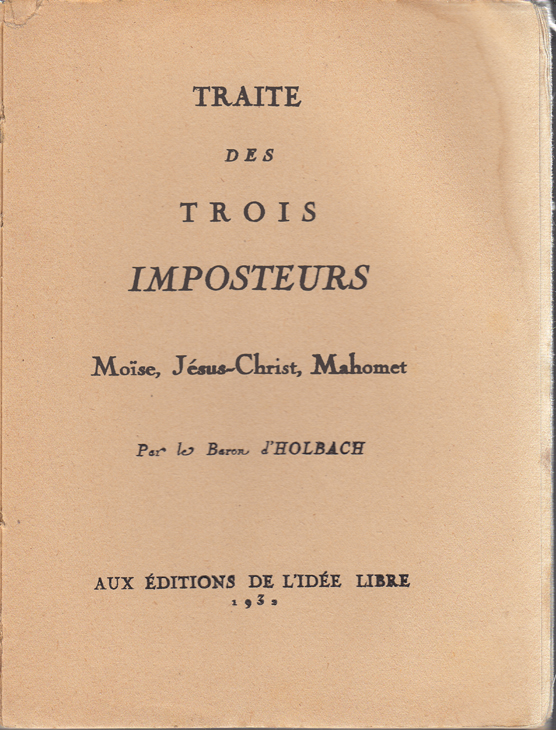 TRAITE
DES
TROIS
IMPOSTEURS
Moïse, Jésus-Christ, Mahomet
Par le Baron d'HOLBACH
AUX ÉDITIONS DE L'IDÉE LIBRE
1932